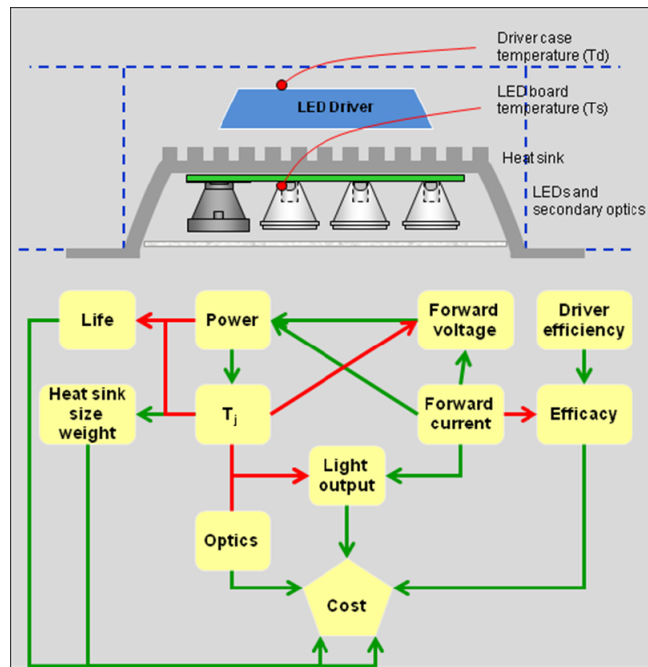 Driver case
temperature (Td)
LED Driver
LED board
temperature (Ts)
Heat sink
LEDs and
secondary optics
Life
Power
Forward
voltage
Driver
efficiency
Heat sink
size
weight
Tj
Forward
current
Efficacy
Light
output
Optics
Cost